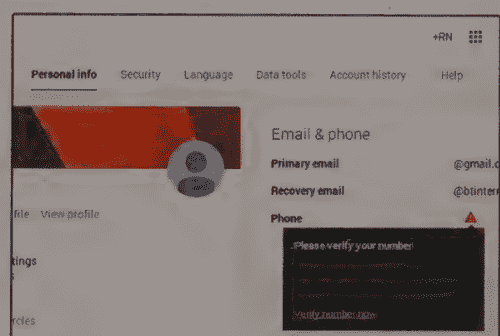 +RN
Personal info Security Language Data tools Account history Help
Email & phone
Primary email @gmail.c
Recovery email @btinter
file View profile
Phone
Please verify your number
tings
Verify number now
rcles